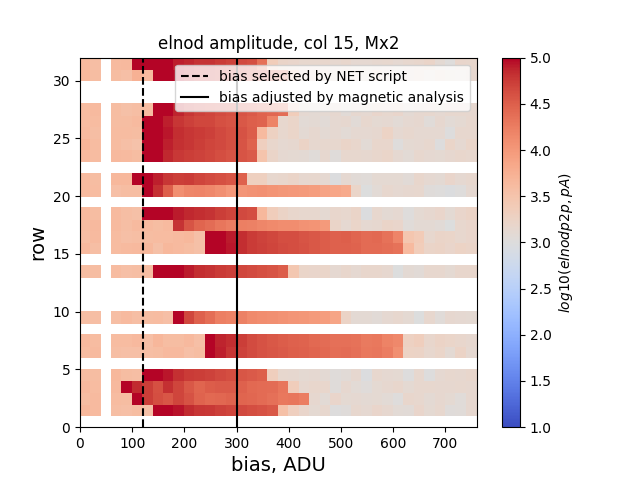 elnod amplitude, col 15, Mx2
bias selected by NET script
bias adjusted by magnetic analysis
row
30
25
20
15
10
5
0
0 100 200 300 400 500 600 700
bias, ADU
5.0
4.5
4.0
3.5
3.0
2.5
2.0
1.5
1.0
log10(elnodp2p, pA)